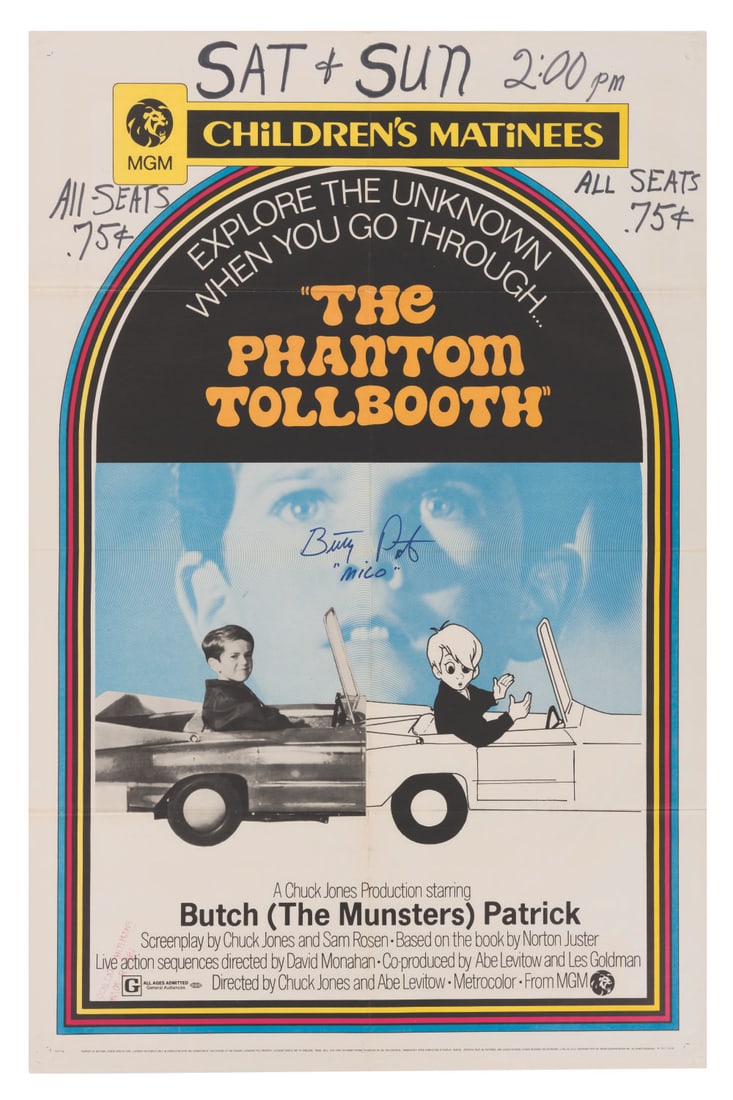 SAT & SUN 2:00 pm
MGM
CHiLDREN'S MATiNEES
All-SEATS
.75¢
ALL SEATS
.75¢
EXPLORE THE UNKNOWN
WHEN YOU GO THROUGH...
"THe
PHANTOM
TOLLBOOTH"
Butch Patrick
"MILO"
A Chuck Jones Production starring
Butch (The Munsters) Patrick
Screenplay by Chuck Jones and Sam Rosen • Based on the book by Norton Juster
Live action sequences directed by David Monahan • Co-produced by Abe Levitow and Les Goldman
G ALL AGES ADMITTED
General Audiences
Directed by Chuck Jones and Abe Levitow • Metrocolor • From MGM